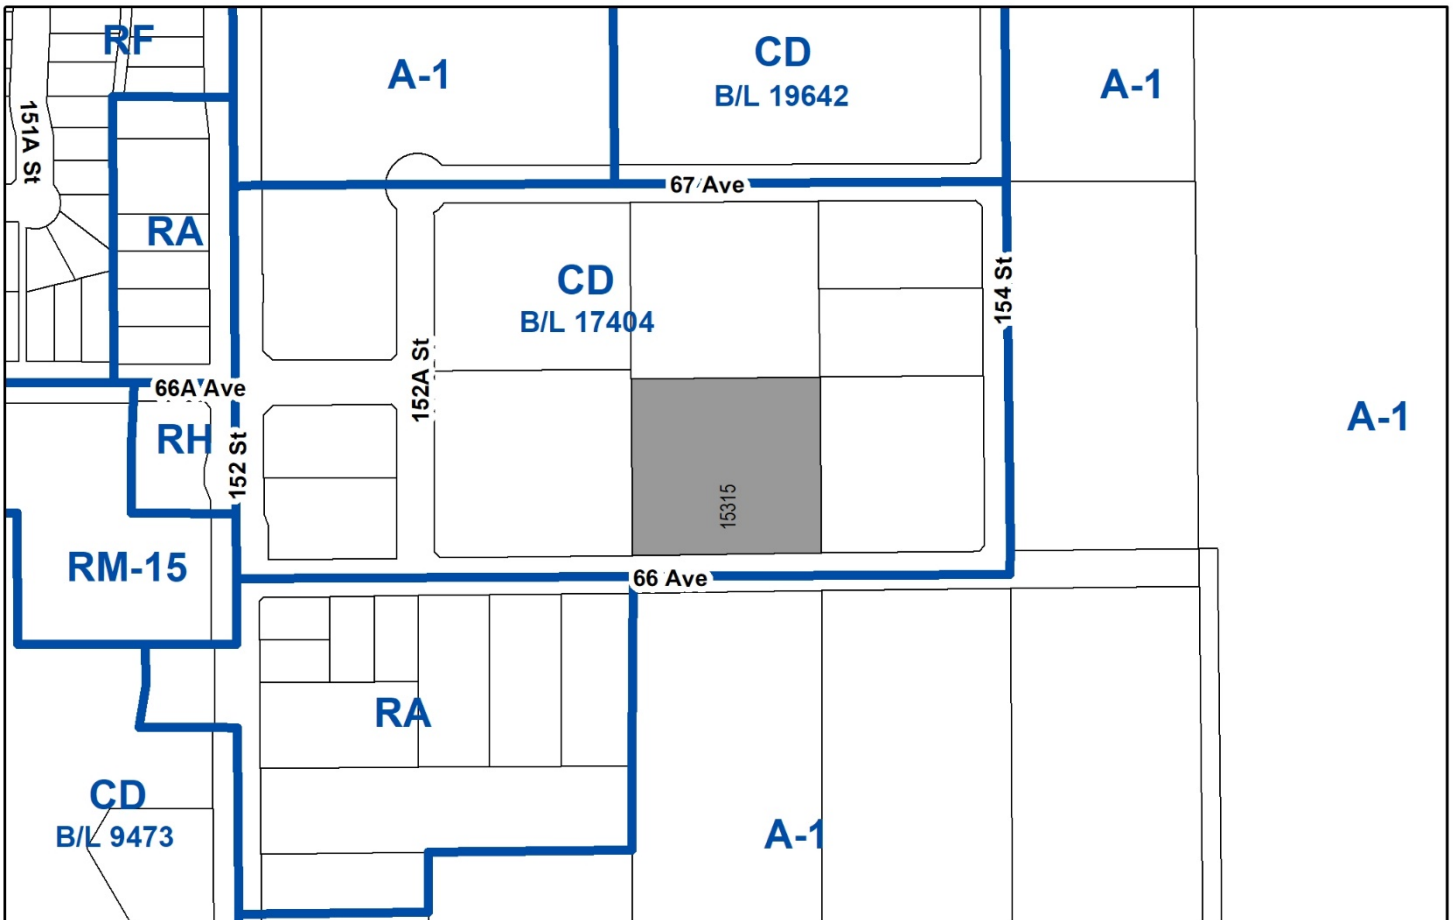 RF
A-1
CD
B/L 19642
A-1
151A St
67 Ave
RA
CD
B/L 17404
154 St
152A St
66A Ave
A-1
RH
152 St
15315
RM-15
66 Ave
RA
CD
B/L 9473
A-1